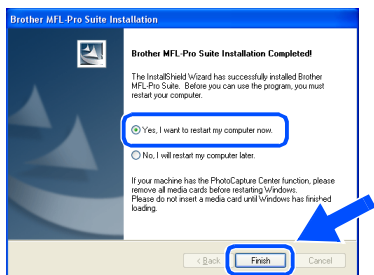 Brother MFL-Pro Suite Installation
Brother MFL-Pro Suite Installation Completed!
The InstallShield Wizard has successfully installed Brother
MFL-Pro Suite. Before you can use the program, you must
restart your computer.
Yes, I want to restart my computer now.
No, I will restart my computer later.
If your machine has the PhotoCapture Center function, please
remove all media cards before restarting Windows.
Please do not insert a media card until Windows has finished
loading.
< Back Finish Cancel